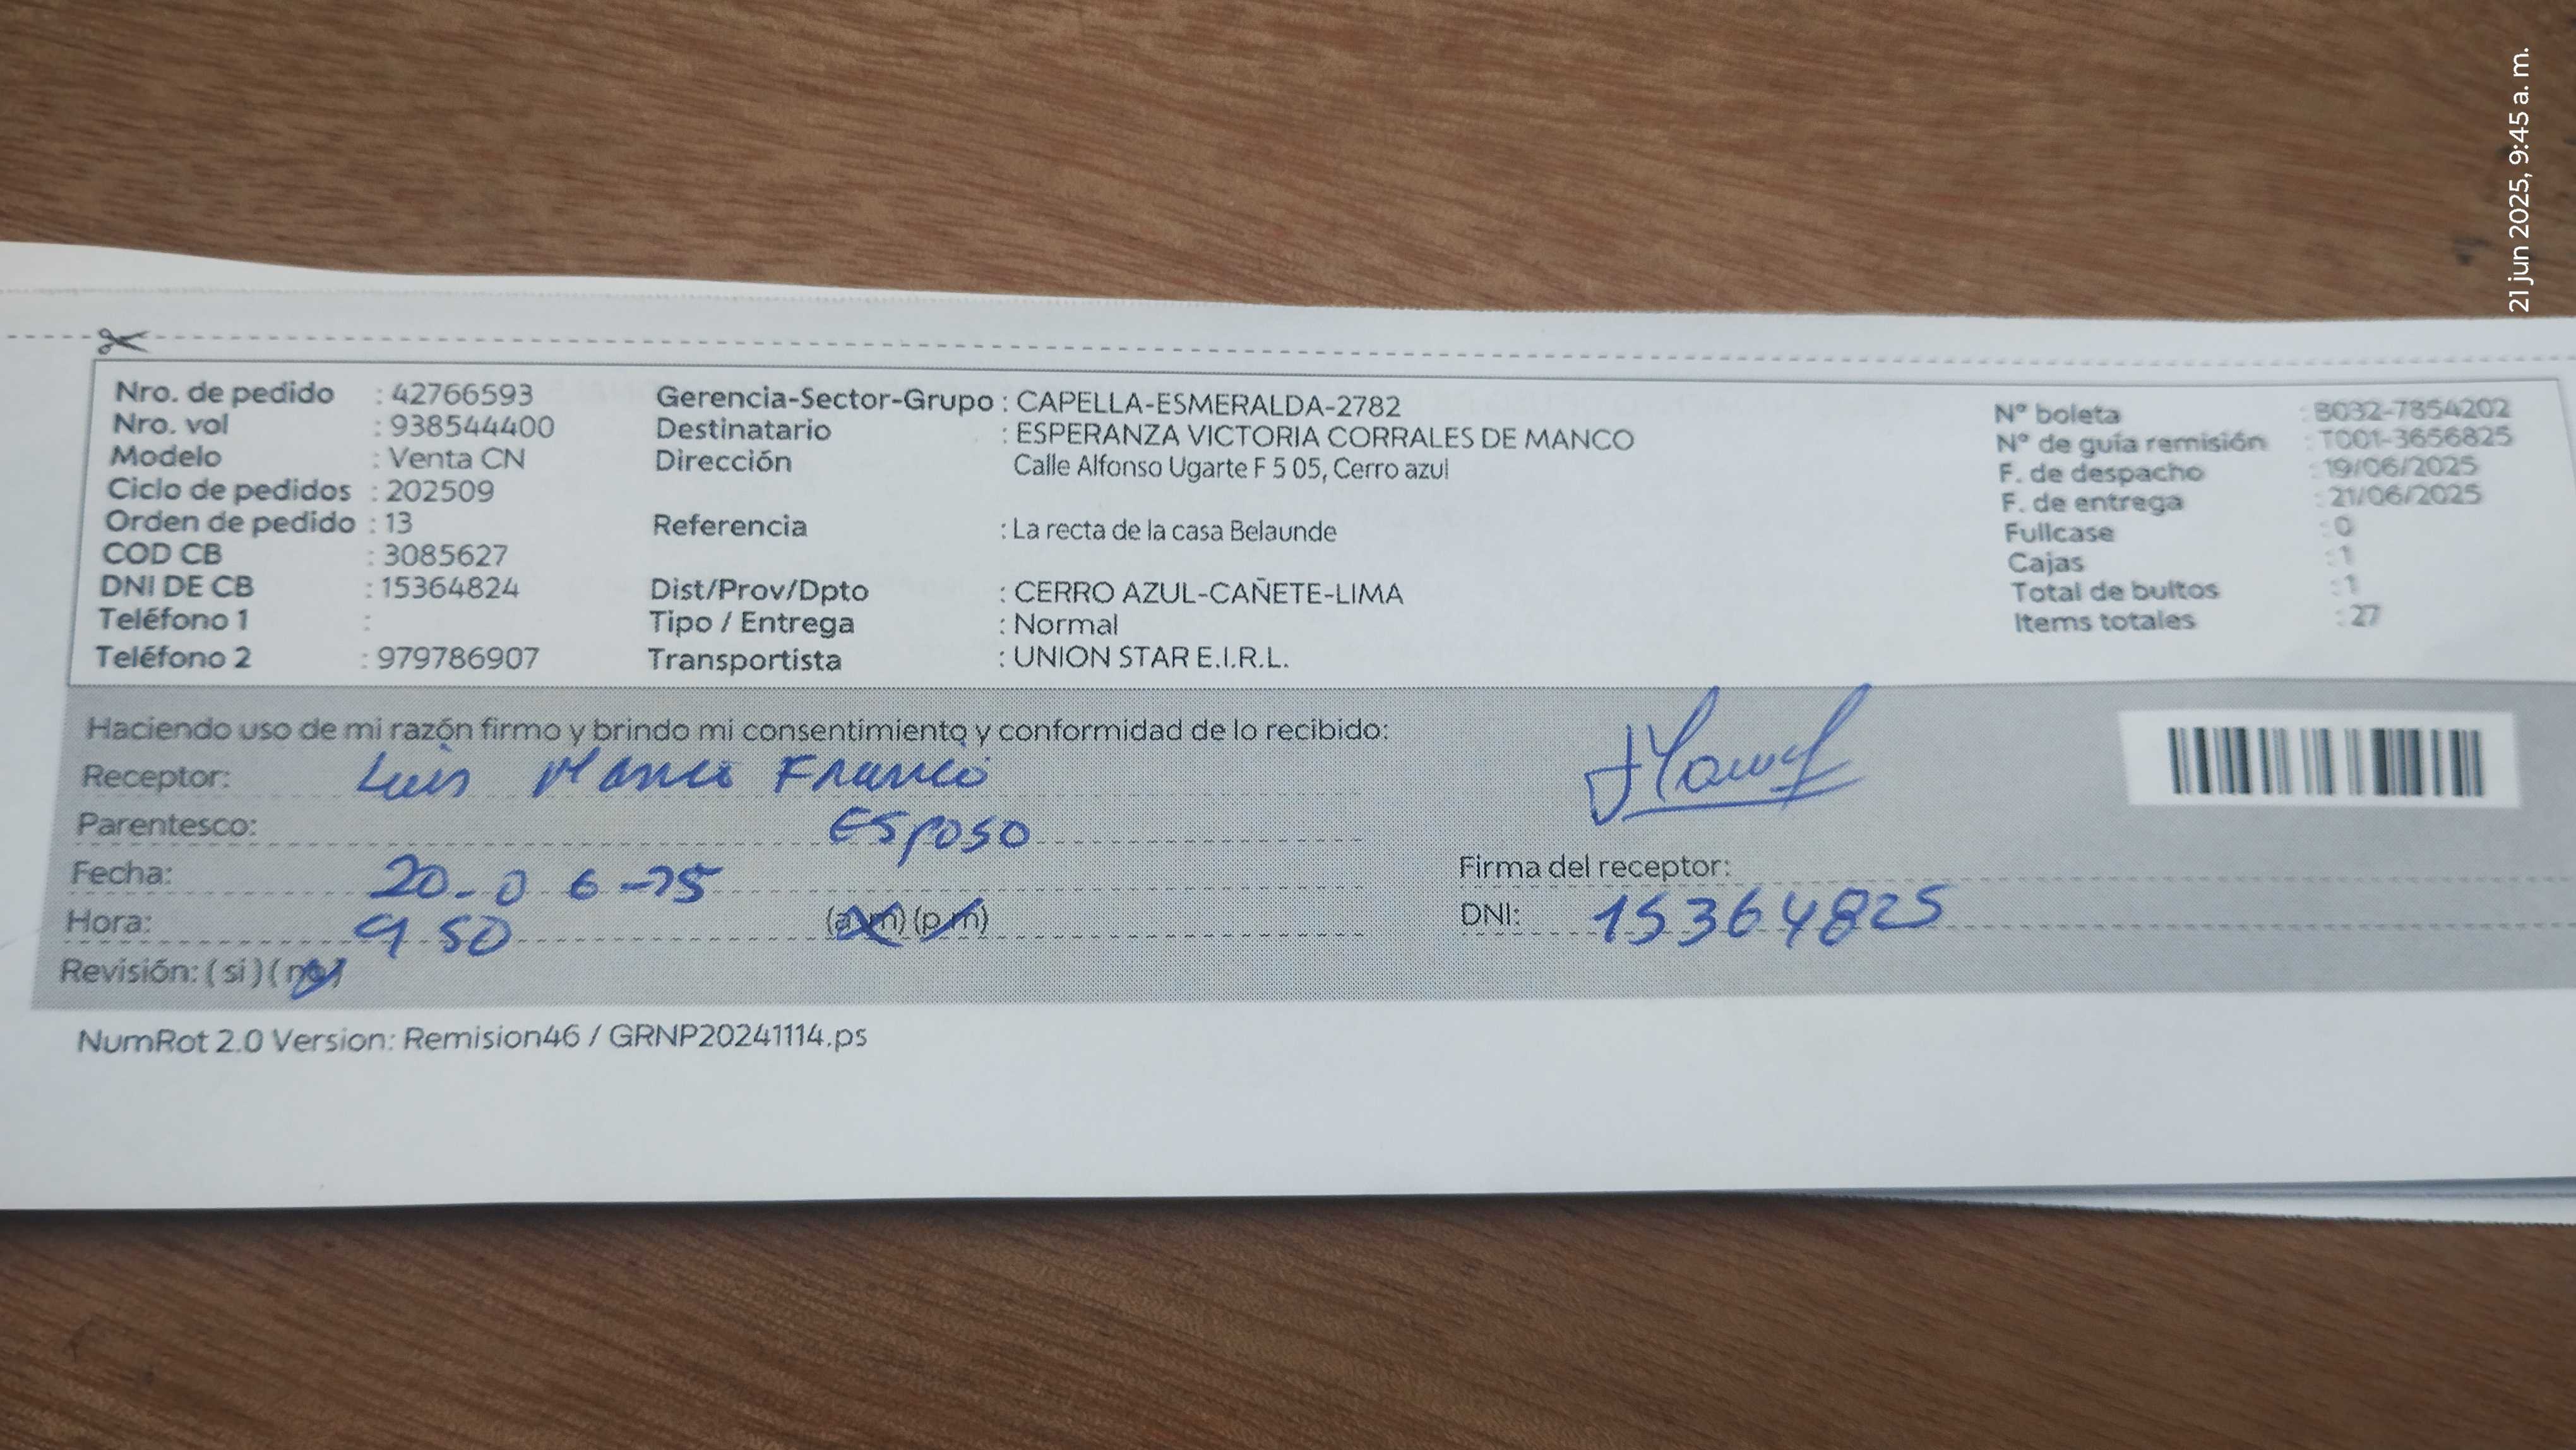 21 jun 2025, 9:45 a. m.
Nro. de pedido : 42766593
Nro. vol : 938544400
Modelo : Venta CN
Ciclo de pedidos : 202509
Orden de pedido : 13
COD CB : 3085627
DNI DE CB : 15364824
Teléfono 1 :
Teléfono 2 : 979786907
Gerencia-Sector-Grupo : CAPELLA-ESMERALDA-2782
Destinatario : ESPERANZA VICTORIA CORRALES DE MANCO
Dirección Calle Alfonso Ugarte F 5 05, Cerro azul
Referencia : La recta de la casa Belaunde
Dist/Prov/Dpto : CERRO AZUL-CAÑETE-LIMA
Tipo / Entrega : Normal
Transportista : UNION STAR E.I.R.L.
N° boleta : B032-7854202
N° de guía remisión : T001-3656825
F. de despacho : 19/06/2025
F. de entrega : 21/06/2025
Fullcase : 0
Cajas : 1
Total de bultos : 1
Items totales : 27
Haciendo uso de mi razón firmo y brindo mi consentimiento y conformidad de lo recibido:
Receptor: Luis Manco Franco
Parentesco: Esposo
Fecha: 20-06-25
Hora: 9 50 (a.m) (p.m)
Revisión: ( si ) ( no )
Firma del receptor:
DNI: 15364825
NumRot 2.0 Version: Remision46 / GRNP20241114.ps